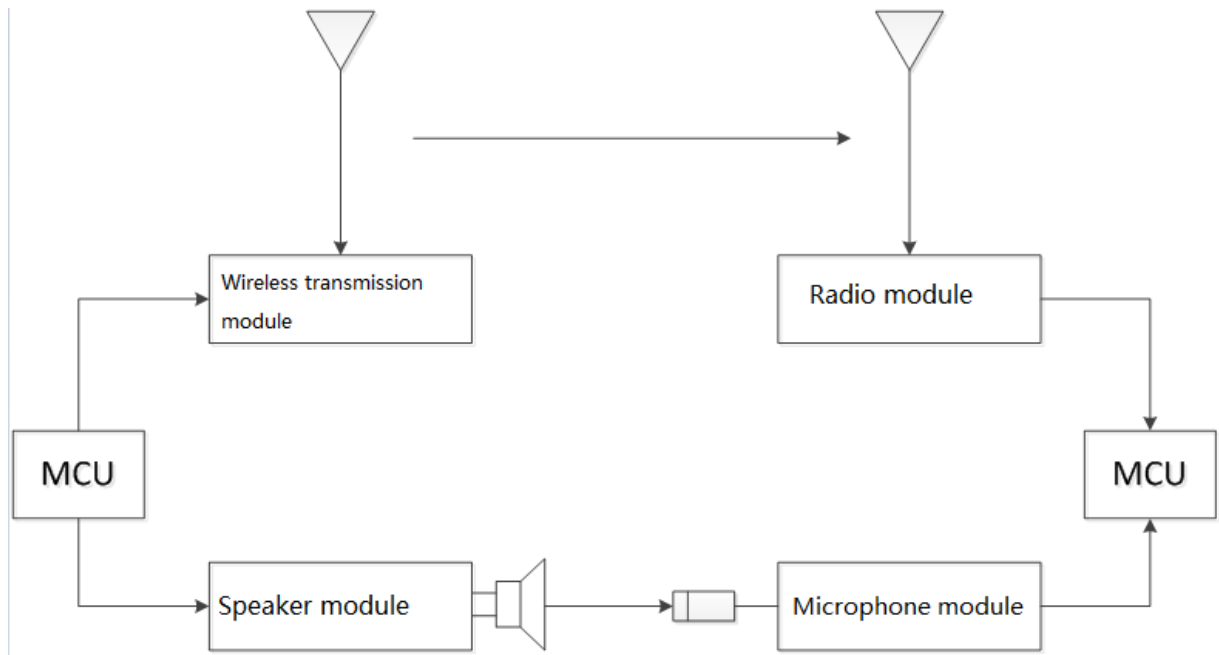 Wireless transmission
module
Radio module
MCU
MCU
Speaker module
Microphone module